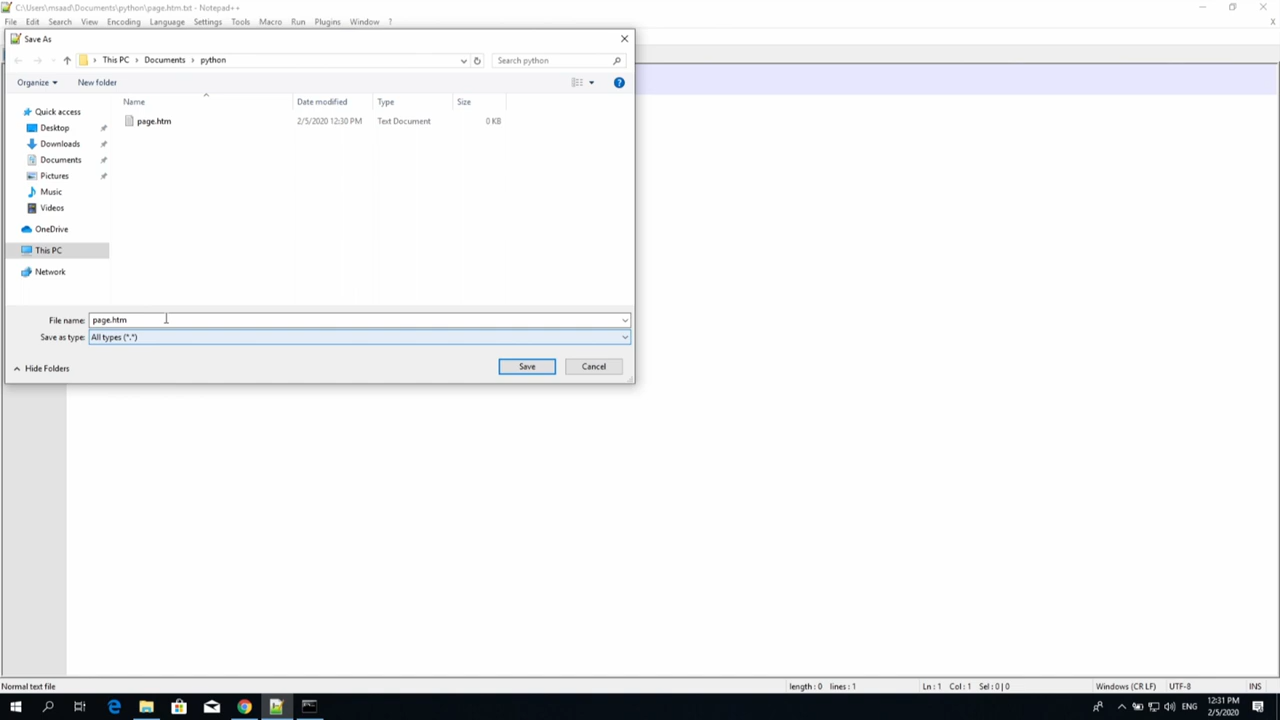 C:\Users\msaad\Documents\python\page.htm.txt - Notepad++
File Edit Search View Encoding Language Settings Tools Macro Run Plugins Window ?
X
Save As
This PC Documents python
Search python
Organize
New folder
Name Date modified Type Size
page.htm 2/5/2020 12:30 PM Text Document 0 KB
Quick access
Desktop
Downloads
Documents
Pictures
Music
Videos
OneDrive
This PC
Network
File name: page.htm
Save as type: All types (*.*)
Hide Folders
Save
Cancel
Normal text file
length : 0 lines : 1
Ln : 1 Col : 1 Sel : 0 | 0
Windows (CR LF)
UTF-8
INS
ENG
12:31 PM
2/5/2020